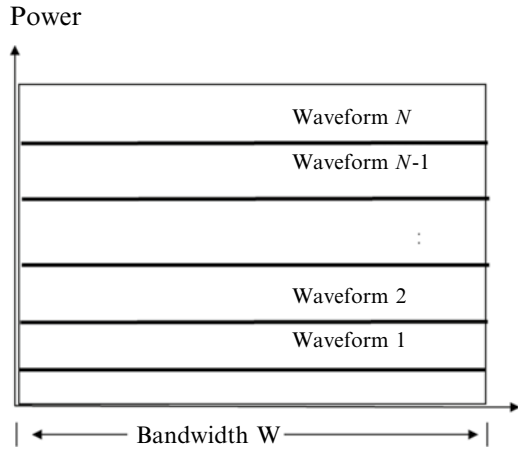 Power
Waveform N
Waveform N-1
:
Waveform 2
Waveform 1
Bandwidth W